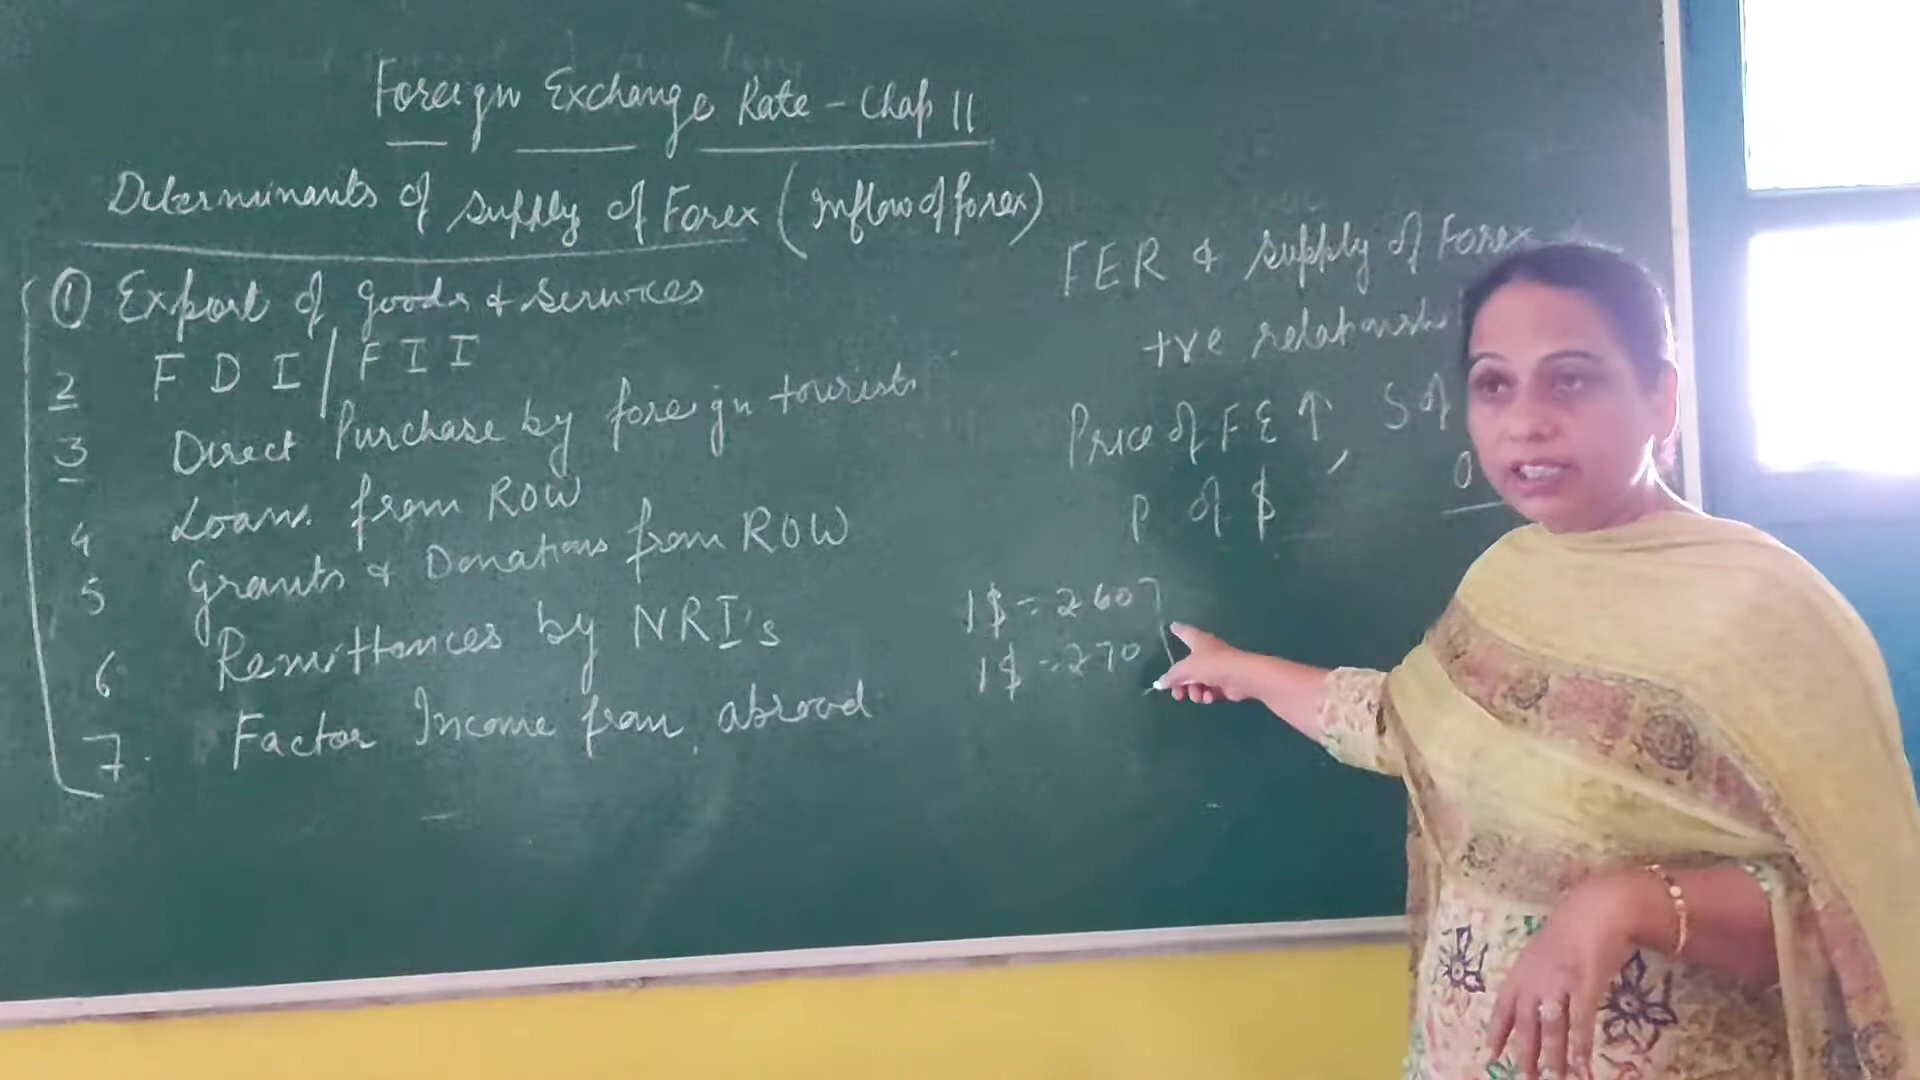 Foreign Exchange Rate - Chap 11
Determinants of supply of Forex (Inflow of forex)
① Export of goods & services
2 FDI/FII
3 Direct Purchase by foreign tourists
4 Loans from ROW
5 Grants & Donations from ROW
6 Remittances by NRI's
7. Factor Income from abroad
FER & supply of Forex
+ve
Price of FE ↑, S of
P of $
1$ = 260
1$ = 270